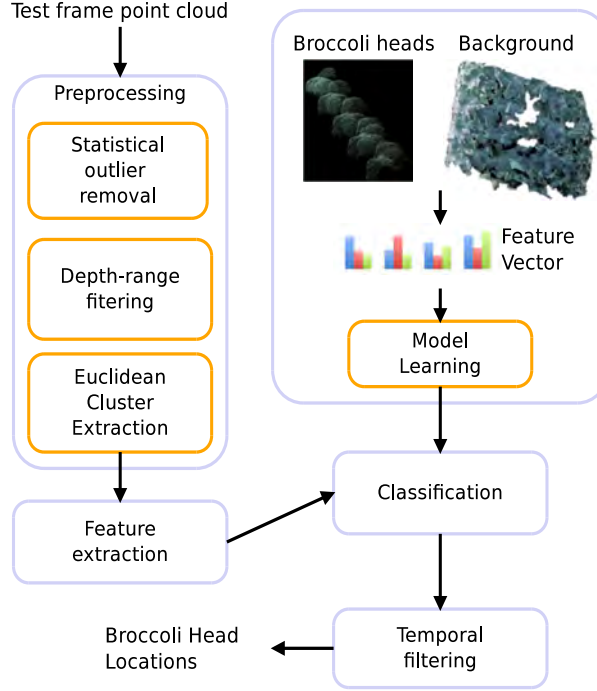 Test frame point cloud
Preprocessing
Statistical
outlier
removal
Depth-range
fitering
Euclidean
Cluster
Extraction
Feature
extraction
Broccoli heads
Background
Feature
Vector
Model
Learning
Classification
Temporal
filtering
Broccoli Head
Locations